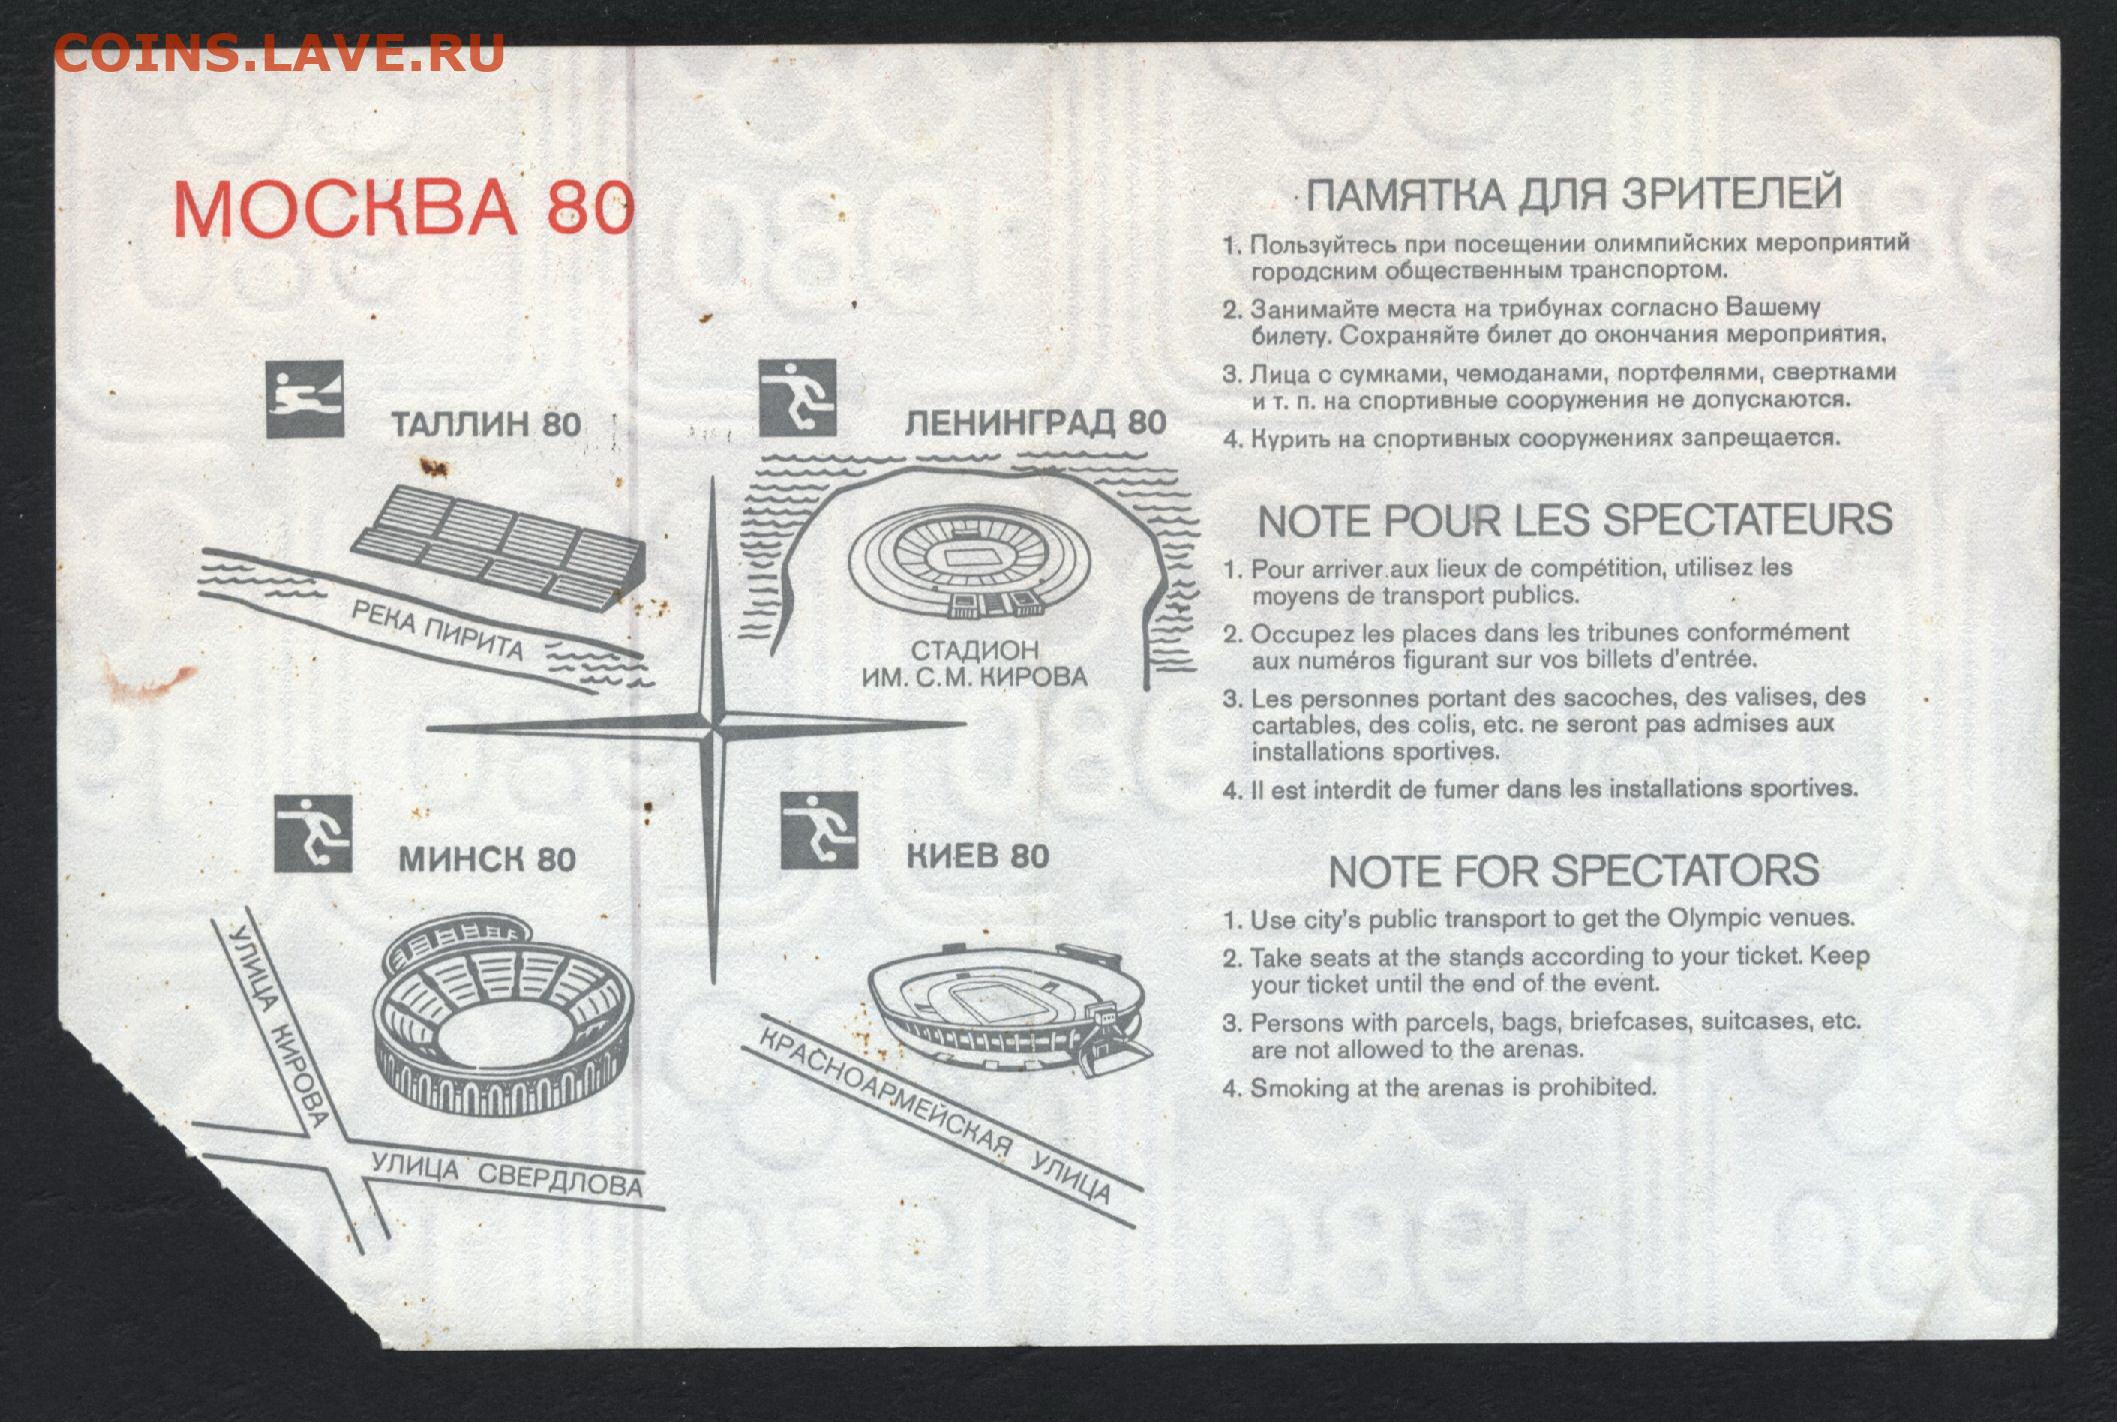 COINS.LAVE.RU
МОСКВА 80
ТАЛЛИН 80
РЕКА ПИРИТА
ЛЕНИНГРАД 80
СТАДИОН
ИМ. С.М. КИРОВА
МИНСК 80
УЛИЦА КИРОВА
УЛИЦА СВЕРДЛОВА
КИЕВ 80
КРАСНОАРМЕЙСКАЯ УЛИЦА
ПАМЯТКА ДЛЯ ЗРИТЕЛЕЙ
1. Пользуйтесь при посещении олимпийских мероприятий
городским общественным транспортом.
2. Занимайте места на трибунах согласно Вашему
билету. Сохраняйте билет до окончания мероприятия.
3. Лица с сумками, чемоданами, портфелями, свертками
и т. п. на спортивные сооружения не допускаются.
4. Курить на спортивных сооружениях запрещается.
NOTE POUR LES SPECTATEURS
1. Pour arriver aux lieux de compétition, utilisez les
moyens de transport publics.
2. Occupez les places dans les tribunes conformément
aux numéros figurant sur vos billets d'entrée.
3. Les personnes portant des sacoches, des valises, des
cartables, des colis, etc. ne seront pas admises aux
installations sportives.
4. Il est interdit de fumer dans les installations sportives.
NOTE FOR SPECTATORS
1. Use city's public transport to get the Olympic venues.
2. Take seats at the stands according to your ticket. Keep
your ticket until the end of the event.
3. Persons with parcels, bags, briefcases, suitcases, etc.
are not allowed to the arenas.
4. Smoking at the arenas is prohibited.